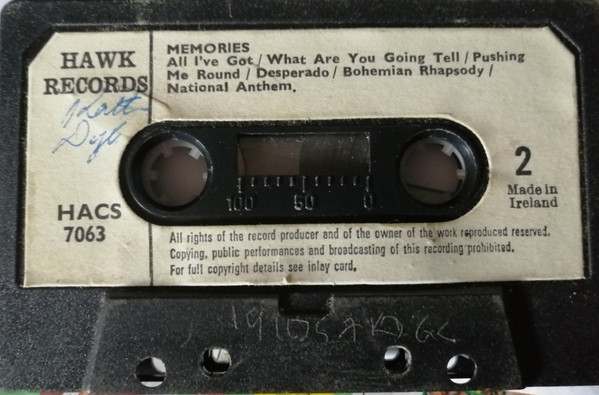 HAWK
RECORDS
HACS
7063
MEMORIES
All I've Got / What Are You Going Tell / Pushing
Me Round / Desperado / Bohemian Rhapsody /
National Anthem.
100 50 0
2
Made in
Ireland
All rights of the record producer and of the owner of the work reproduced reserved.
Copying, public performances and broadcasting of this recording prohibited.
For full copyright details see inlay card.